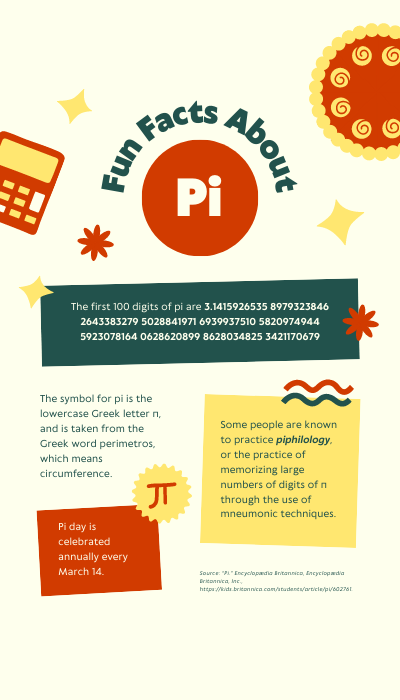 Fun Facts About
Pi
The first 100 digits of pi are 3.1415926535 8979323846
2643383279 5028841971 6939937510 5820974944
5923078164 0628620899 8628034825 3421170679
The symbol for pi is the
lowercase Greek letter π,
and is taken from the
Greek word perimetros,
which means
circumference.
π
Pi day is
celebrated
annually every
March 14.
Some people are known
to practice piphilology,
or the practice of
memorizing large
numbers of digits of π
through the use of
mneumonic techniques.
Source: "Pi." Encyclopædia Britannica, Encyclopædia
Britannica, Inc.,
https://kids.britannica.com/students/article/pi/602761.